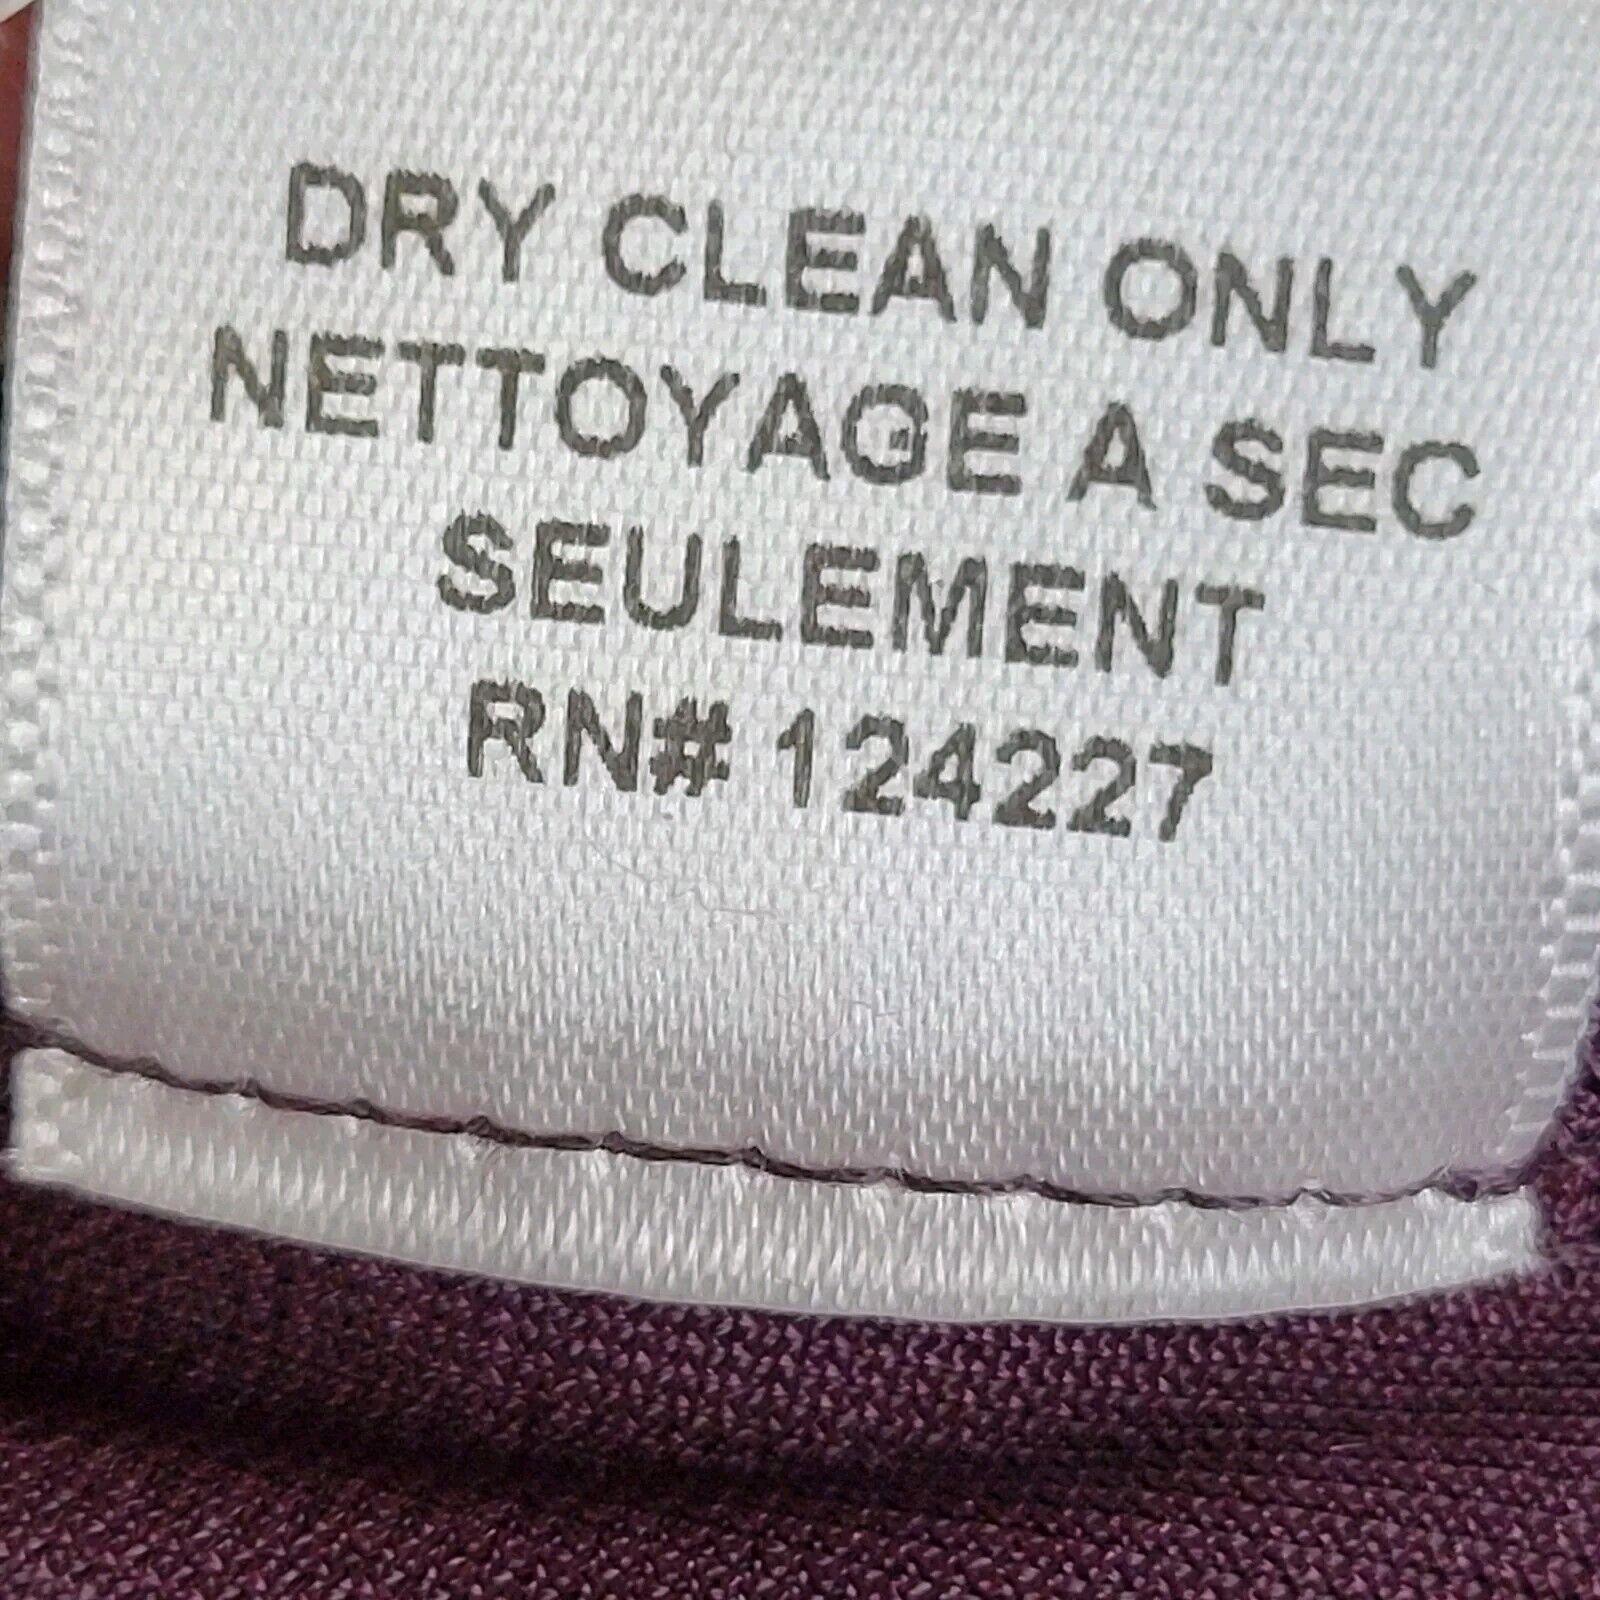 DRY CLEAN ONLY
NETTOYAGE A SEC
SEULEMENT
RN# 124227